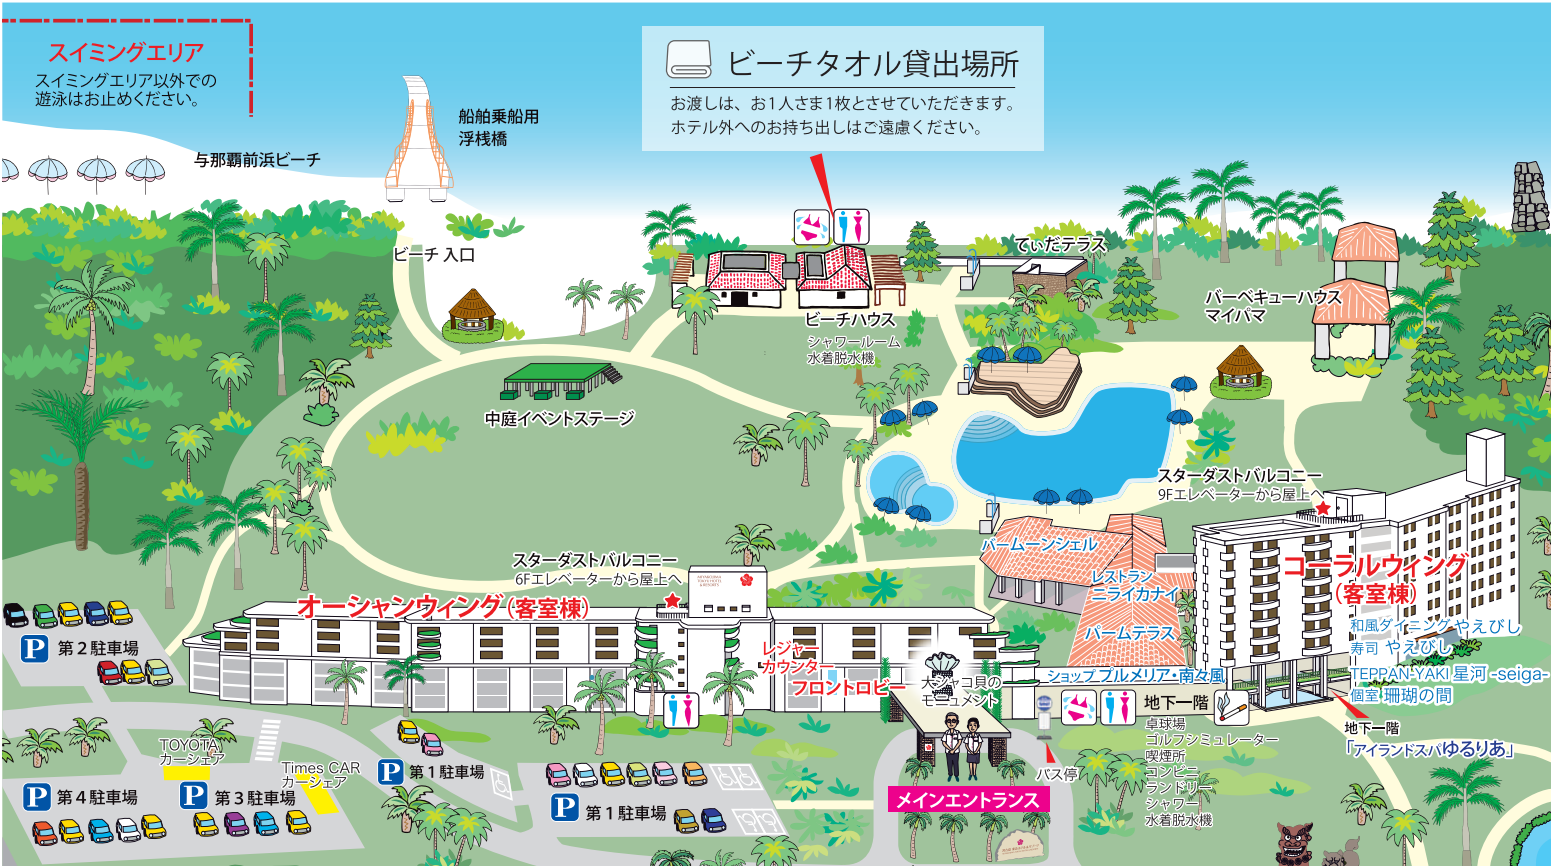 スイミングエリア
スイミングエリア以外での
遊泳はお止めください。
与那覇前浜ビーチ
船舶乗船用
浮桟橋
ビーチタオル貸出場所
お渡しは、お1人さま1枚とさせていただきます。
ホテル外へのお持ち出しはご遠慮ください。
ビーチ 入口
てぃだテラス
バーベキューハウス
マイパマ
ビーチハウス
シャワールーム
水着脱水機
中庭イベントステージ
スターダストバルコニー
9Fエレベーターから屋上へ
スターダストバルコニー
6Fエレベーターから屋上へ
オーシャンウィング(客室棟)
コーラルウィング
(客室棟)
バームーンシェル
レストラン
ニライカナイ
パームテラス
ショップ プルメリア・南々風
和風ダイニング やえびし
寿司 やえびし
TEPPAN-YAKI 星河 -seiga-
個室 珊瑚の間
レジャー
カウンター
フロントロビー
大シャコ貝の
モニュメント
地下一階
卓球場
ゴルフシミュレーター
喫煙所
コンビニ
ランドリー
シャワー
水着脱水機
地下一階
「アイランドスパゆるりあ」
バス停
メインエントランス
P 第2駐車場
TOYOTA
カーシェア
Times CAR
カーシェア
P 第4駐車場
P 第3駐車場
P 第1駐車場
P 第1駐車場